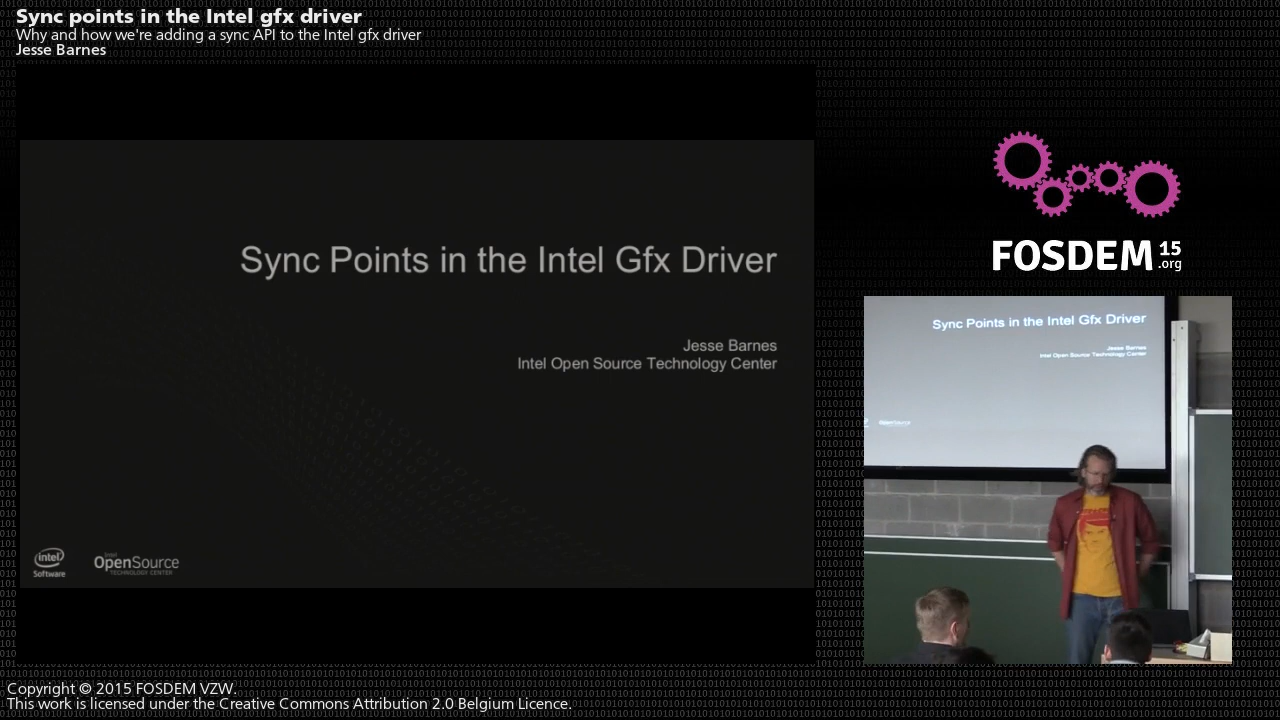 Sync points in the Intel gfx driver
Why and how we're adding a sync API to the Intel gfx driver
Jesse Barnes
Sync Points in the Intel Gfx Driver
Jesse Barnes
Intel Open Source Technology Center
intel
Software
Intel
OpenSource
TECHNOLOGY CENTER
FOSDEM 15
.org
Sync Points in the Intel Gfx Driver
Jesse Barnes
Intel Open Source Technology Center
OpenSource
Copyright © 2015 FOSDEM VZW.
This work is licensed under the Creative Commons Attribution 2.0 Belgium Licence.